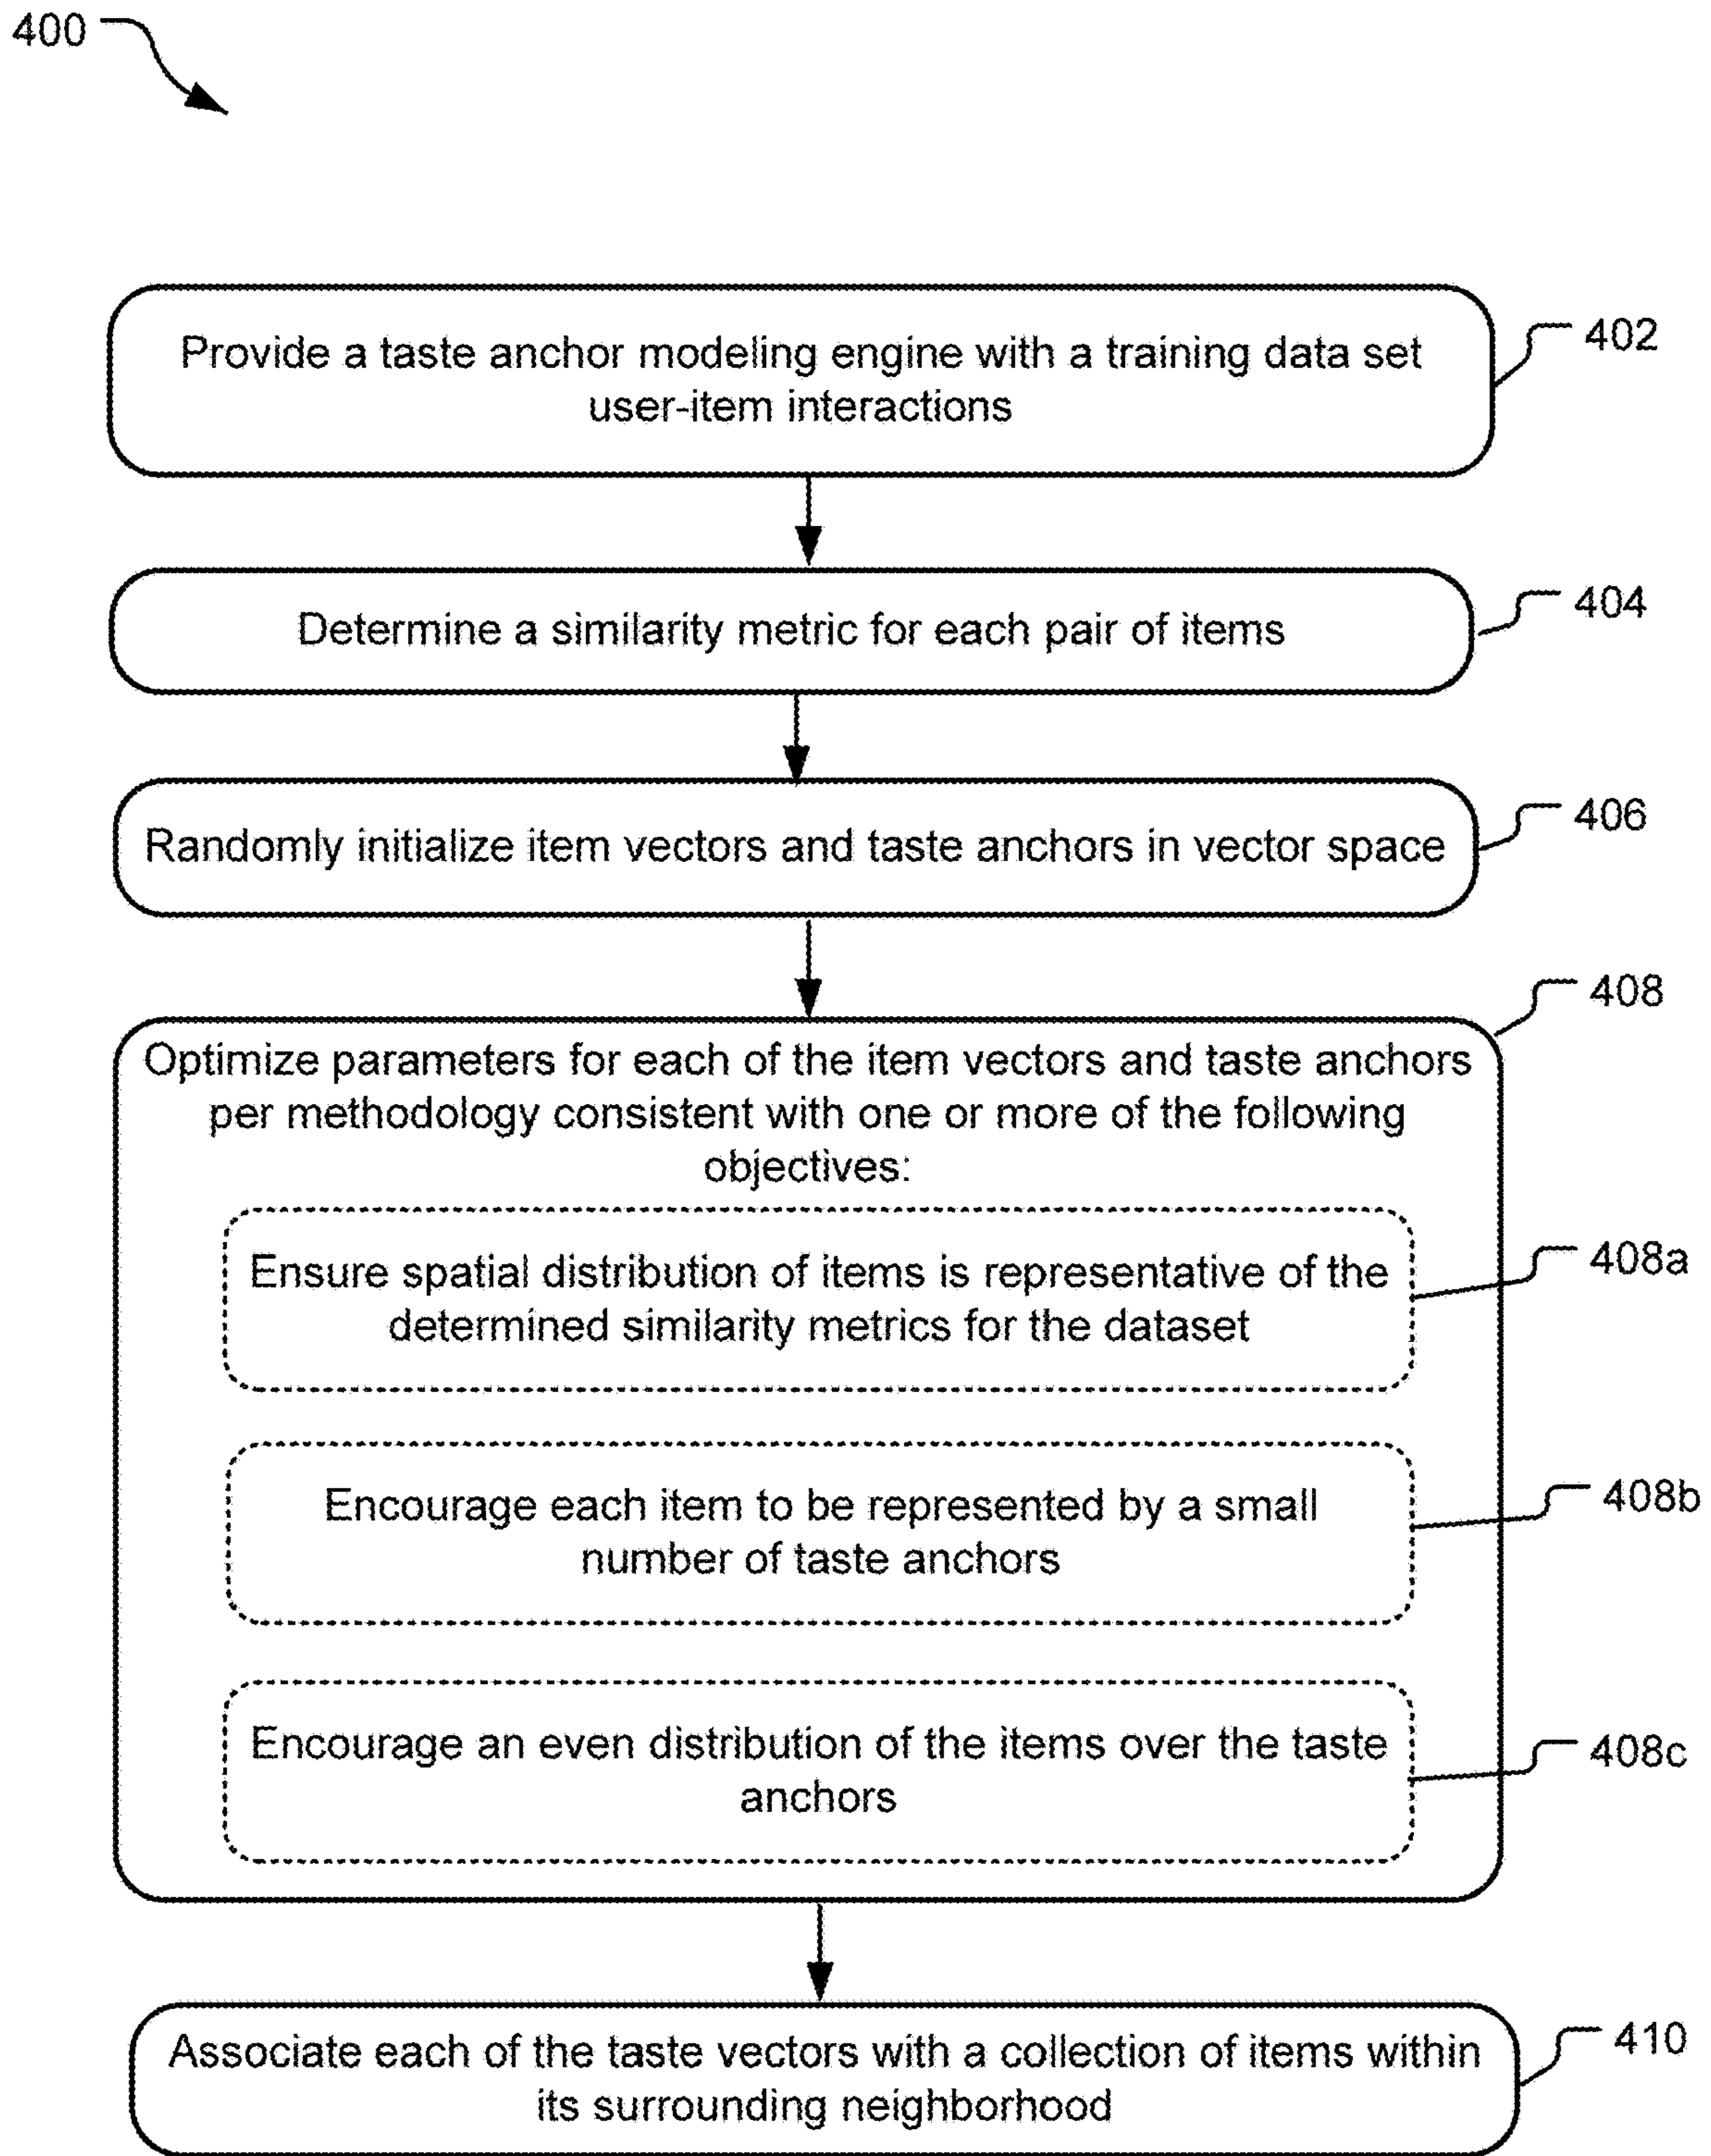 400
Provide a taste anchor modeling engine with a training data set
user-item interactions
402
Determine a similarity metric for each pair of items
404
Randomly initialize item vectors and taste anchors in vector space
406
408
Optimize parameters for each of the item vectors and taste anchors
per methodology consistent with one or more of the following
objectives:
Ensure spatial distribution of items is representative of the
determined similarity metrics for the dataset
408a
Encourage each item to be represented by a small
number of taste anchors
408b
Encourage an even distribution of the items over the taste
anchors
408c
Associate each of the taste vectors with a collection of items within
its surrounding neighborhood
410